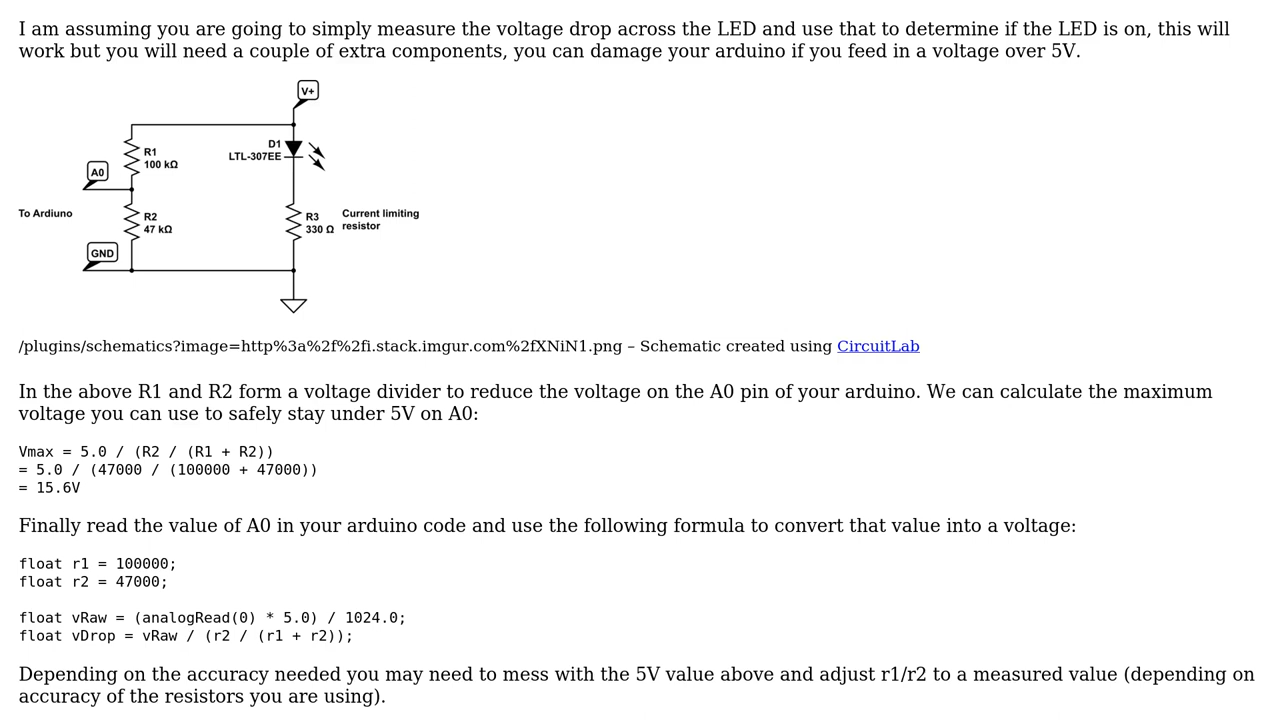 I am assuming you are going to simply measure the voltage drop across the LED and use that to determine if the LED is on, this will
work but you will need a couple of extra components, you can damage your arduino if you feed in a voltage over 5V.
V+
D1
LTL-307EE
R1
100 kΩ
A0
To Ardiuno
R2
47 kΩ
R3
330 Ω
Current limiting
resistor
GND
/plugins/schematics?image=http%3a%2f%2fi.stack.imgur.com%2fXNiN1.png – Schematic created using CircuitLab
In the above R1 and R2 form a voltage divider to reduce the voltage on the A0 pin of your arduino. We can calculate the maximum
voltage you can use to safely stay under 5V on A0:
Vmax = 5.0 / (R2 / (R1 + R2))
= 5.0 / (47000 / (100000 + 47000))
= 15.6V
Finally read the value of A0 in your arduino code and use the following formula to convert that value into a voltage:
float r1 = 100000;
float r2 = 47000;
float vRaw = (analogRead(0) * 5.0) / 1024.0;
float vDrop = vRaw / (r2 / (r1 + r2));
Depending on the accuracy needed you may need to mess with the 5V value above and adjust r1/r2 to a measured value (depending on
accuracy of the resistors you are using).